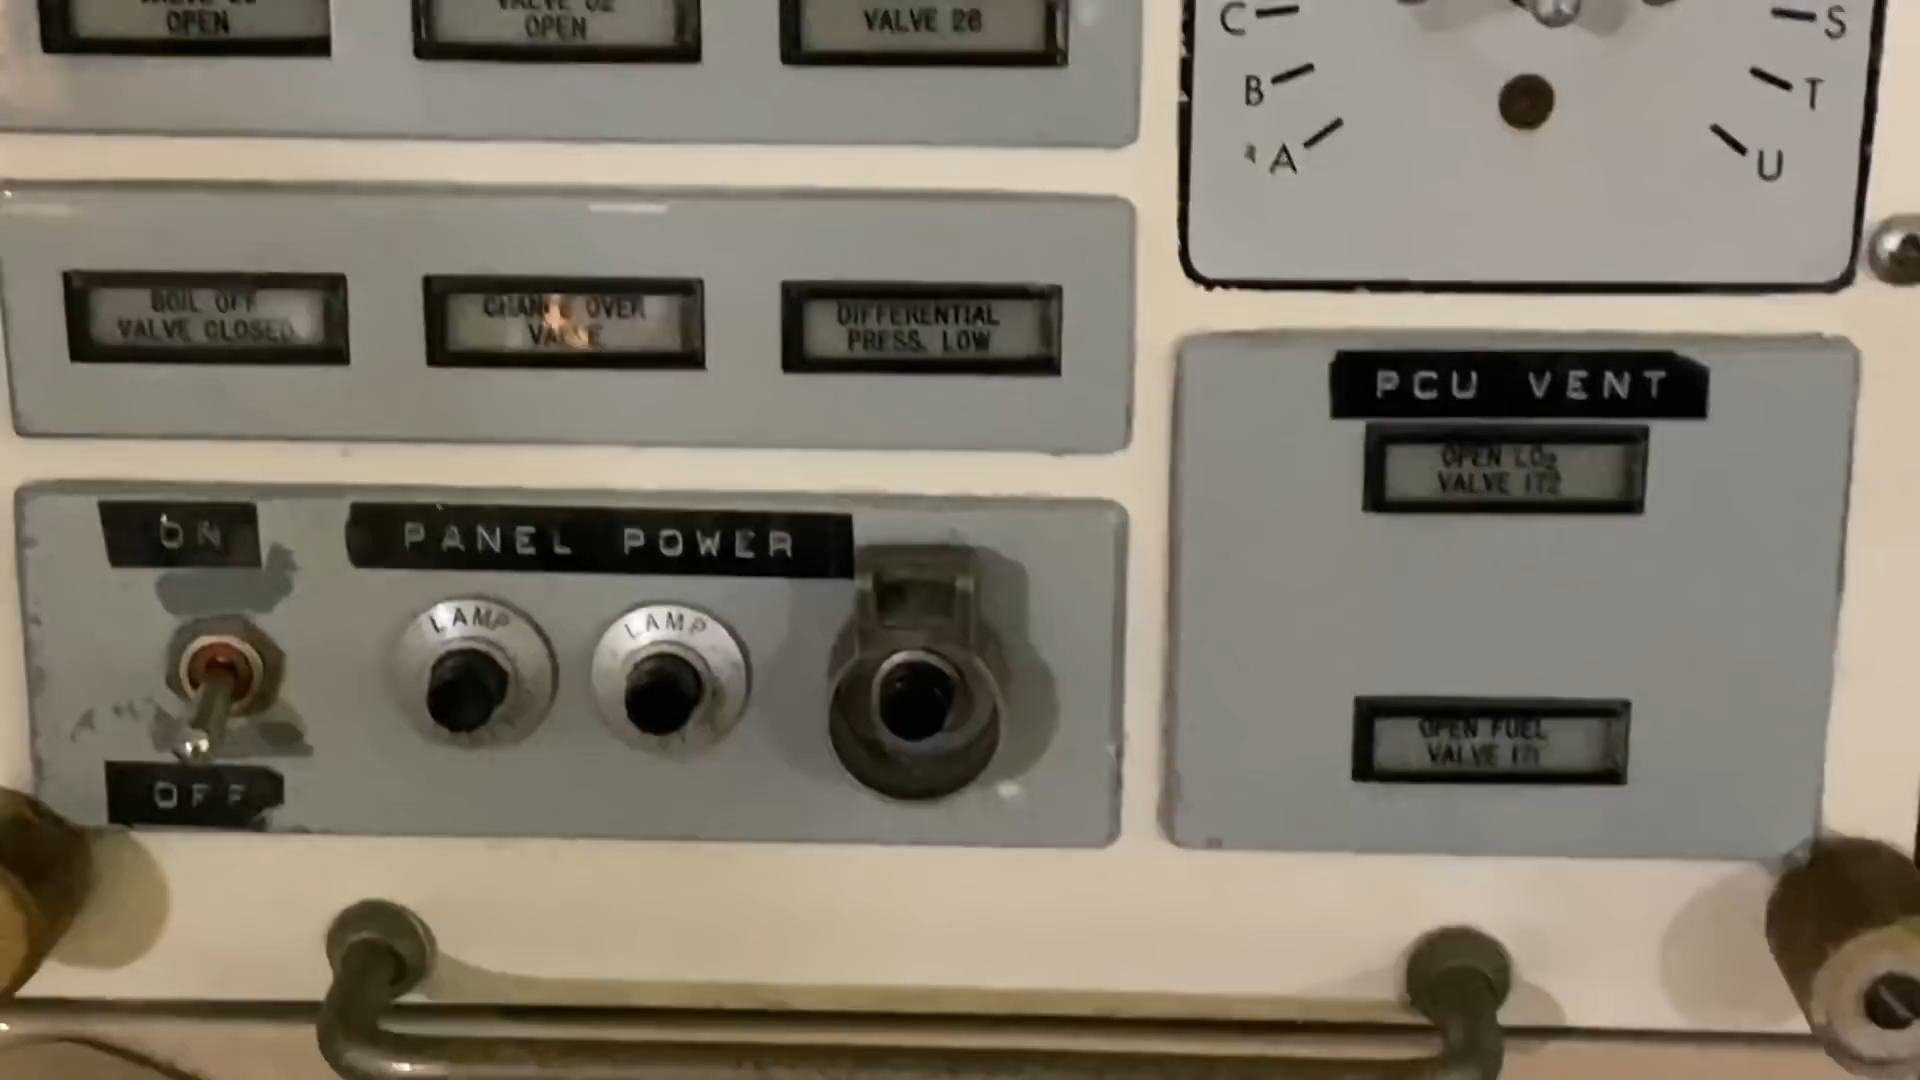 OPEN
OPEN
VALVE 26
C
B
A
S
T
U
BOIL OFF
VALVE CLOSED
CHANGE OVER
VALVE
DIFFERENTIAL
PRESS. LOW
PCU VENT
OPEN LO₂
VALVE 172
OPEN FUEL
VALVE 171
ON
PANEL POWER
LAMP
LAMP
OFF